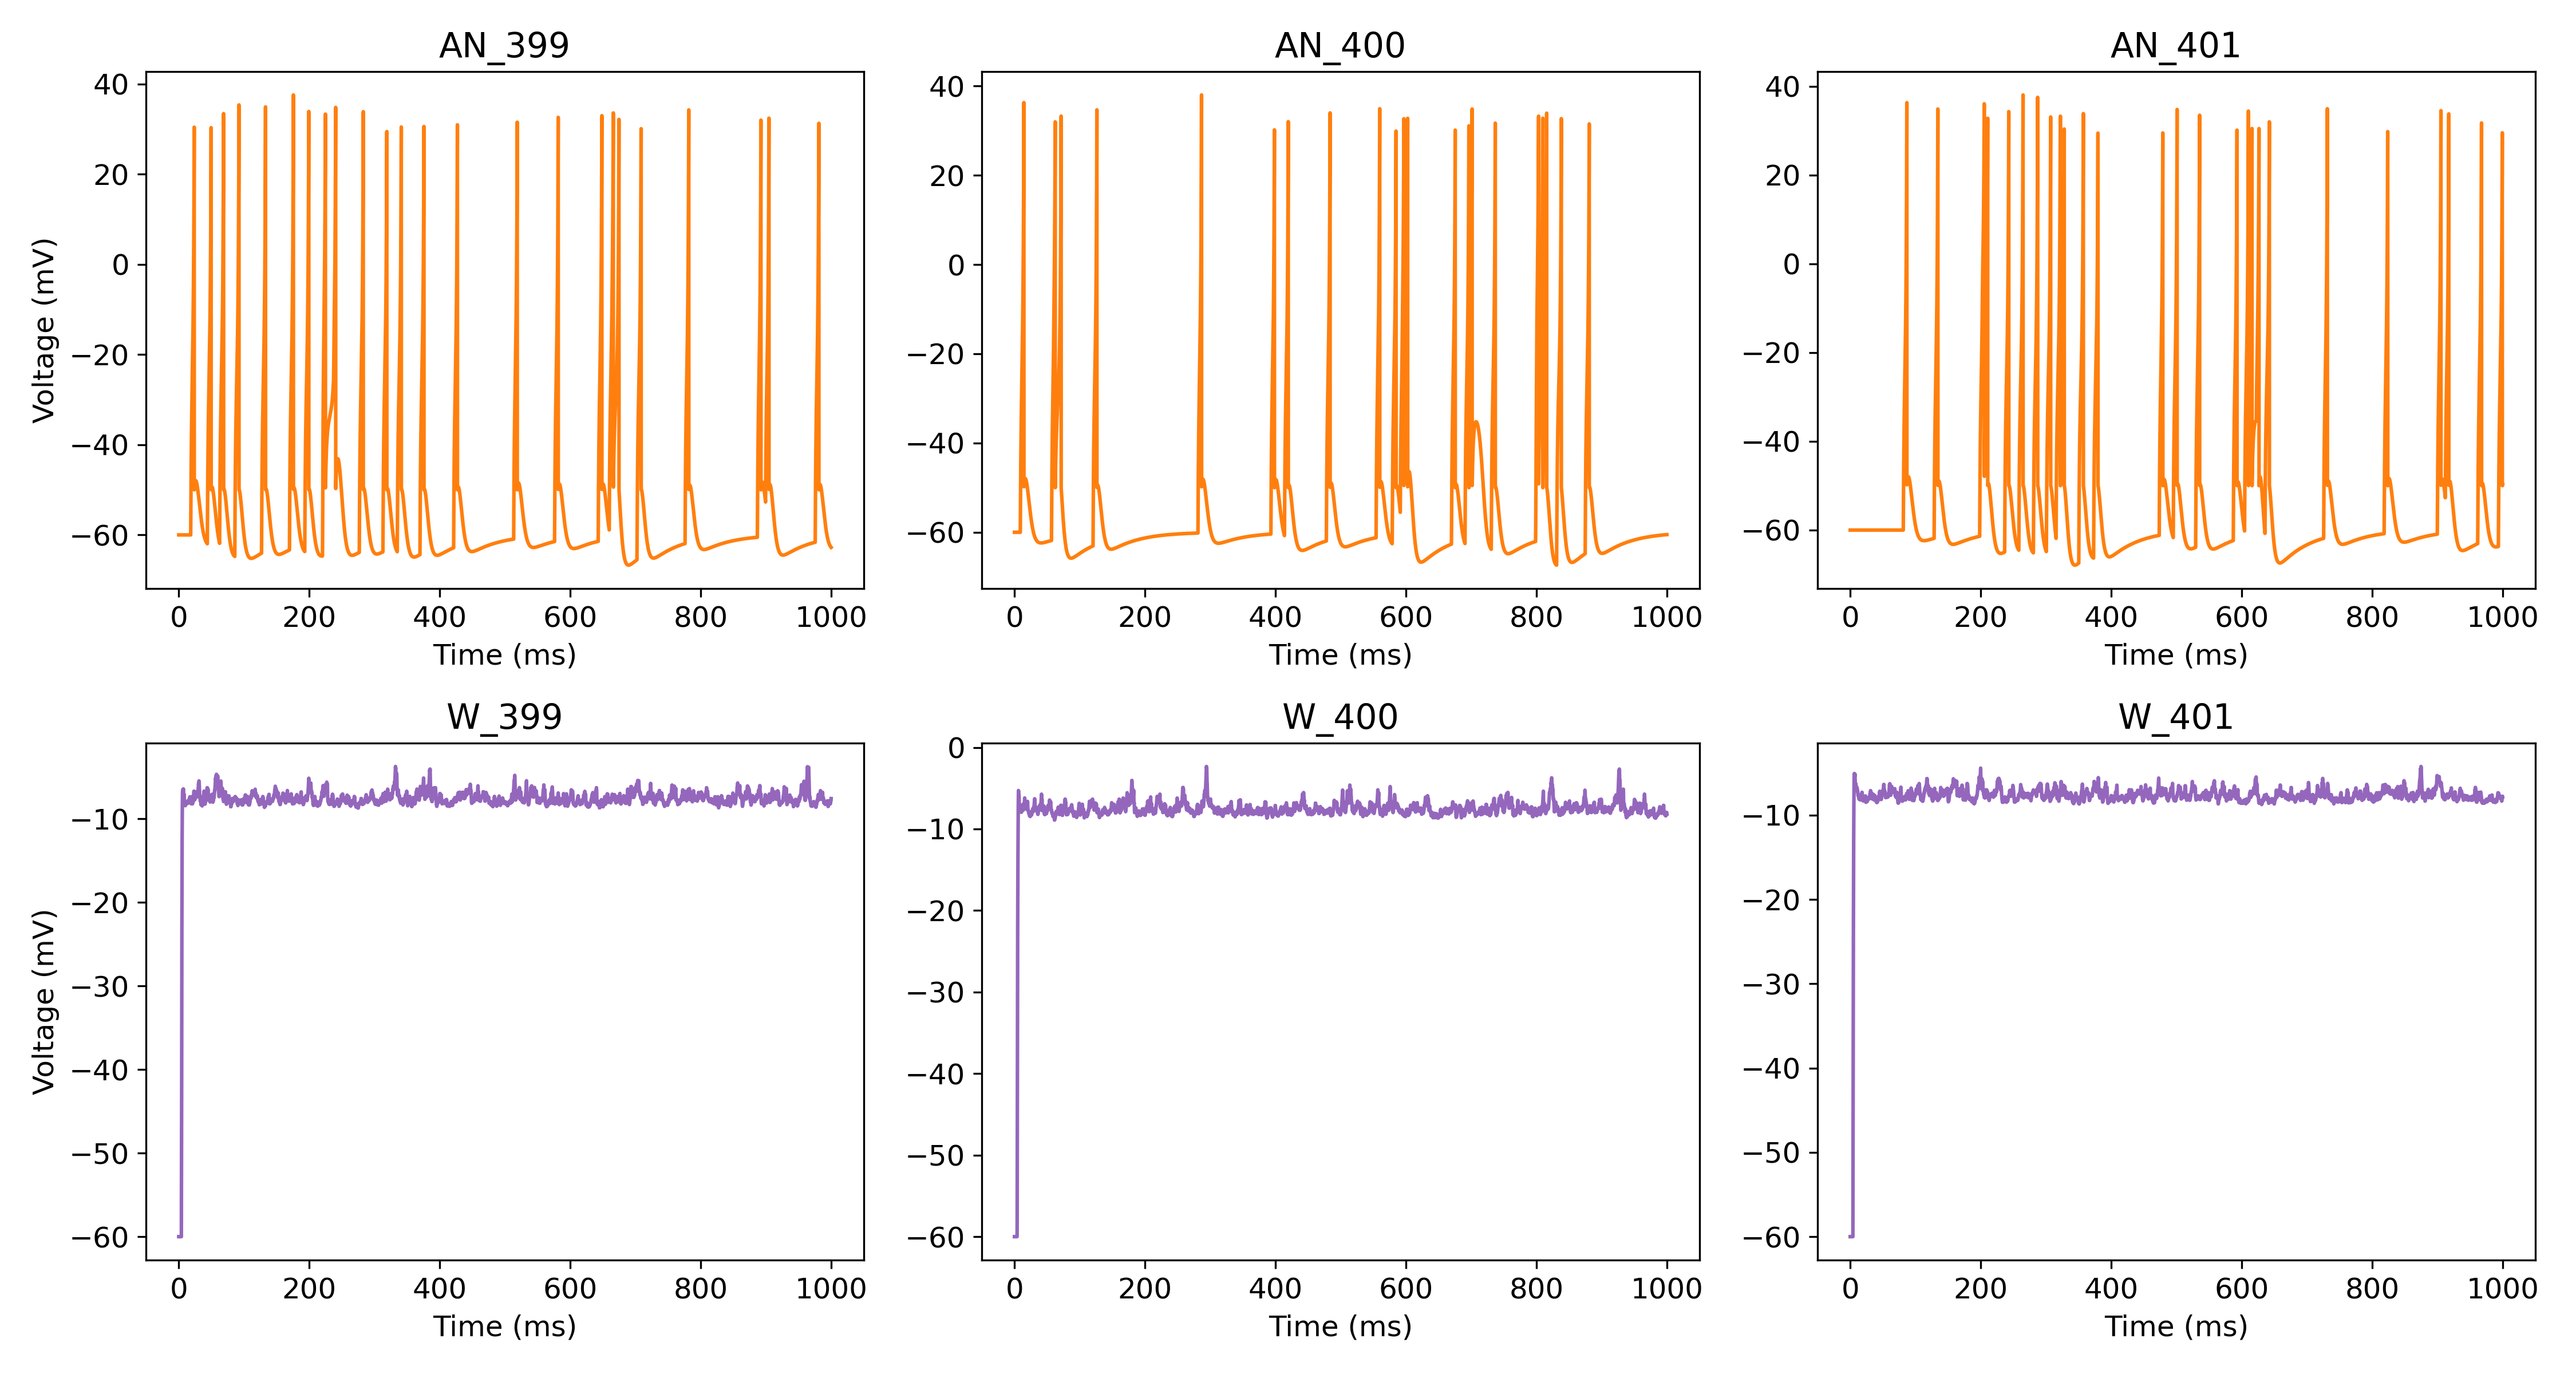 AN_399 AN_400 AN_401
40 40 40
20 20 20
0 0 0
−20 −20 −20
−40 −40 −40
−60 −60 −60
Voltage (mV)
0 200 400 600 800 1000 0 200 400 600 800 1000 0 200 400 600 800 1000
Time (ms) Time (ms) Time (ms)
W_399 W_400 W_401
0
−10 −10 −10
−20 −20 −20
−30 −30 −30
−40 −40 −40
−50 −50 −50
−60 −60 −60
Voltage (mV)
0 200 400 600 800 1000 0 200 400 600 800 1000 0 200 400 600 800 1000
Time (ms) Time (ms) Time (ms)